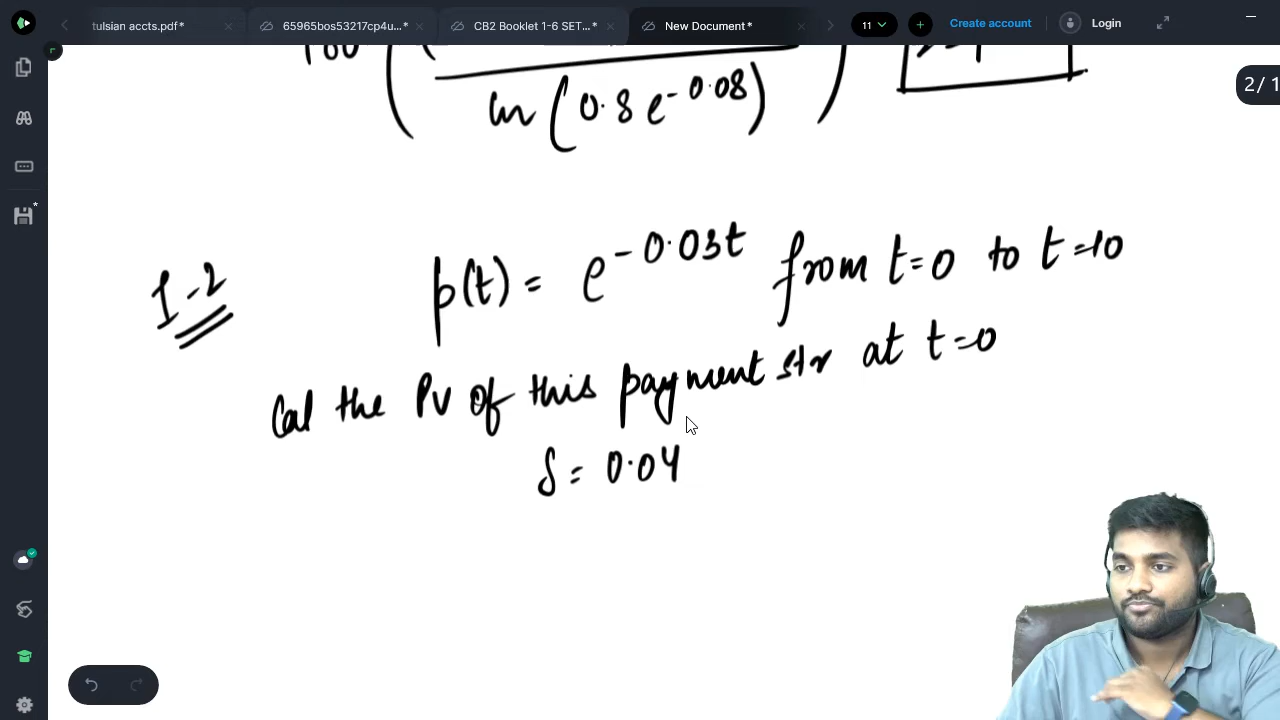 tulsian accts.pdf*
65965bos53217cp4u...*
CB2 Booklet 1-6 SET...*
New Document*
11
Create account
Login
2/1
100
ln(0.8e^-0.08)
I-2
ρ(t) = e^-0.03t from t=0 to t=10
Cal the PV of this payment str at t=0
δ = 0.04